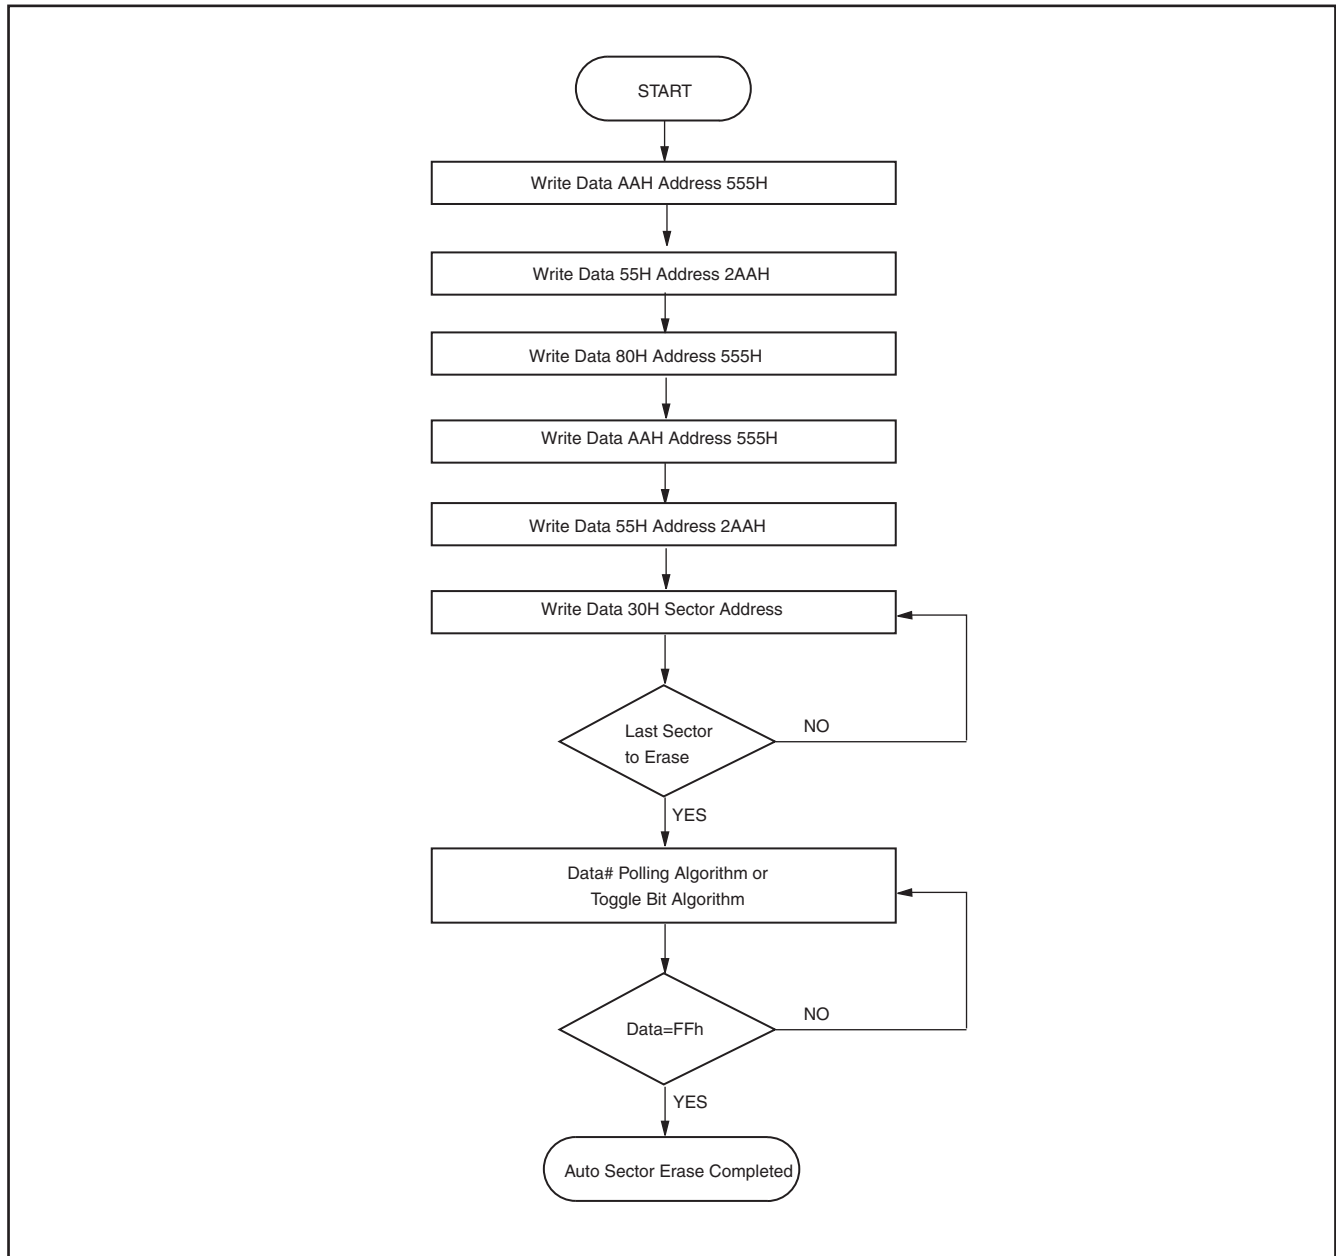 START
Write Data AAH Address 555H
Write Data 55H Address 2AAH
Write Data 80H Address 555H
Write Data AAH Address 555H
Write Data 55H Address 2AAH
Write Data 30H Sector Address
Last Sector
to Erase
NO
YES
Data# Polling Algorithm or
Toggle Bit Algorithm
Data=FFh
NO
YES
Auto Sector Erase Completed